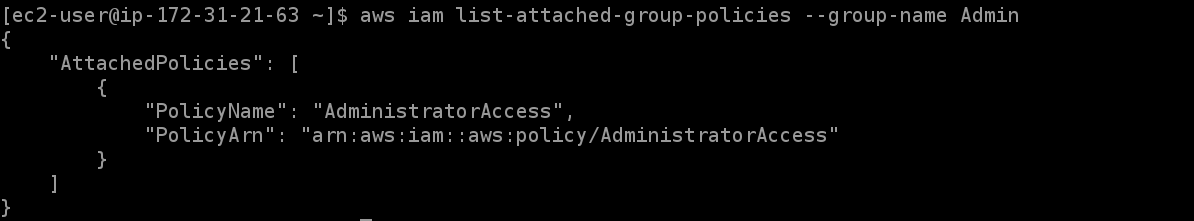 [ec2-user@ip-172-31-21-63 ~]$ aws iam list-attached-group-policies --group-name Admin
{
    "AttachedPolicies": [
        {
            "PolicyName": "AdministratorAccess",
            "PolicyArn": "arn:aws:iam::aws:policy/AdministratorAccess"
        }
    ]
}